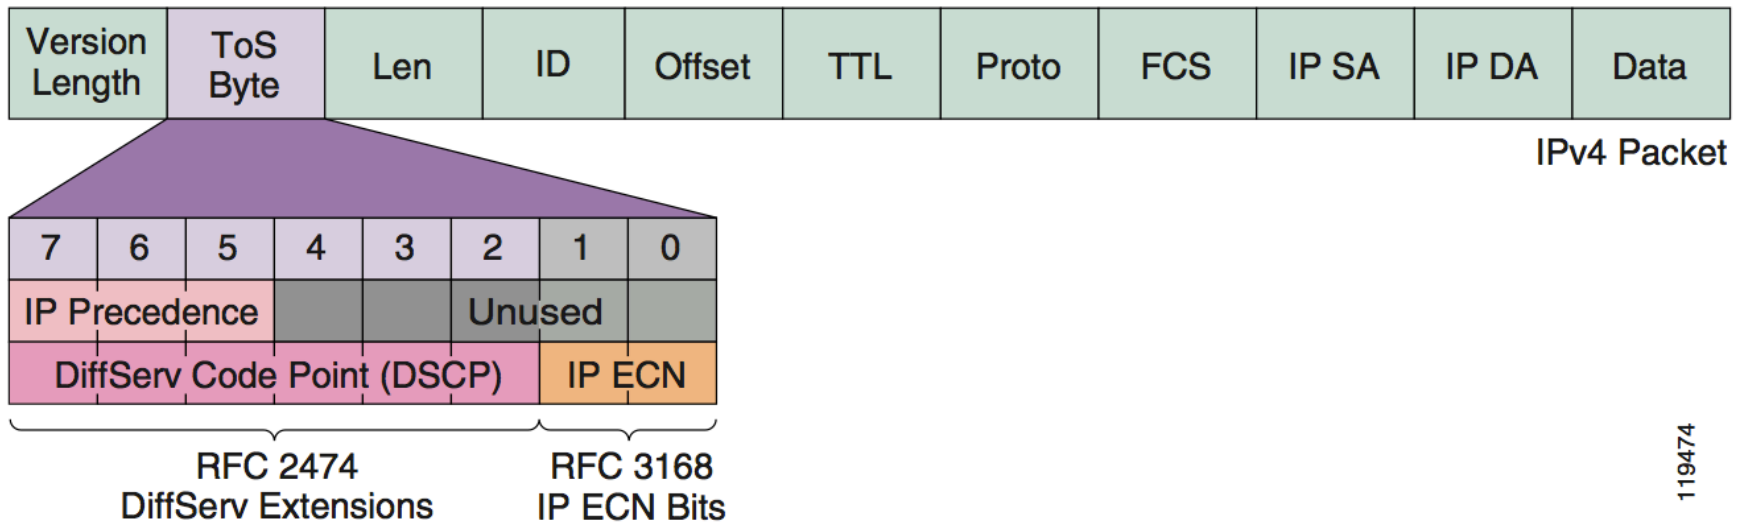 Version
Length
ToS
Byte
Len
ID
Offset
TTL
Proto
FCS
IP SA
IP DA
Data
IPv4 Packet
7 6 5 4 3 2 1 0
IP Precedence
Unused
DiffServ Code Point (DSCP)
IP ECN
RFC 2474
DiffServ Extensions
RFC 3168
IP ECN Bits
119474